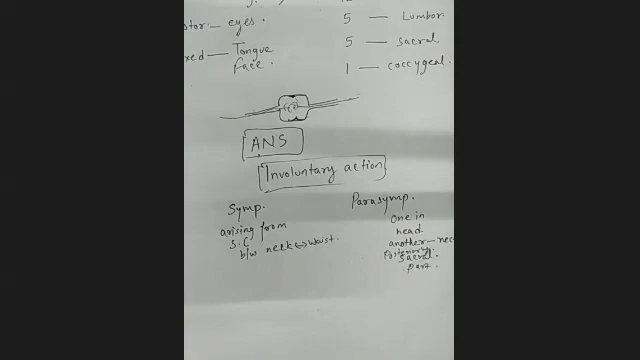 tor — eyes.
xed — Tongue
face.
5 — Lumbar
5 — sacral
1 — coccygeal.
ANS
Involuntary action
Symp.
arising from
S.C
b/w neck ↔ waist.
Parasymp.
One in
head.
another — nec
sacral
part.